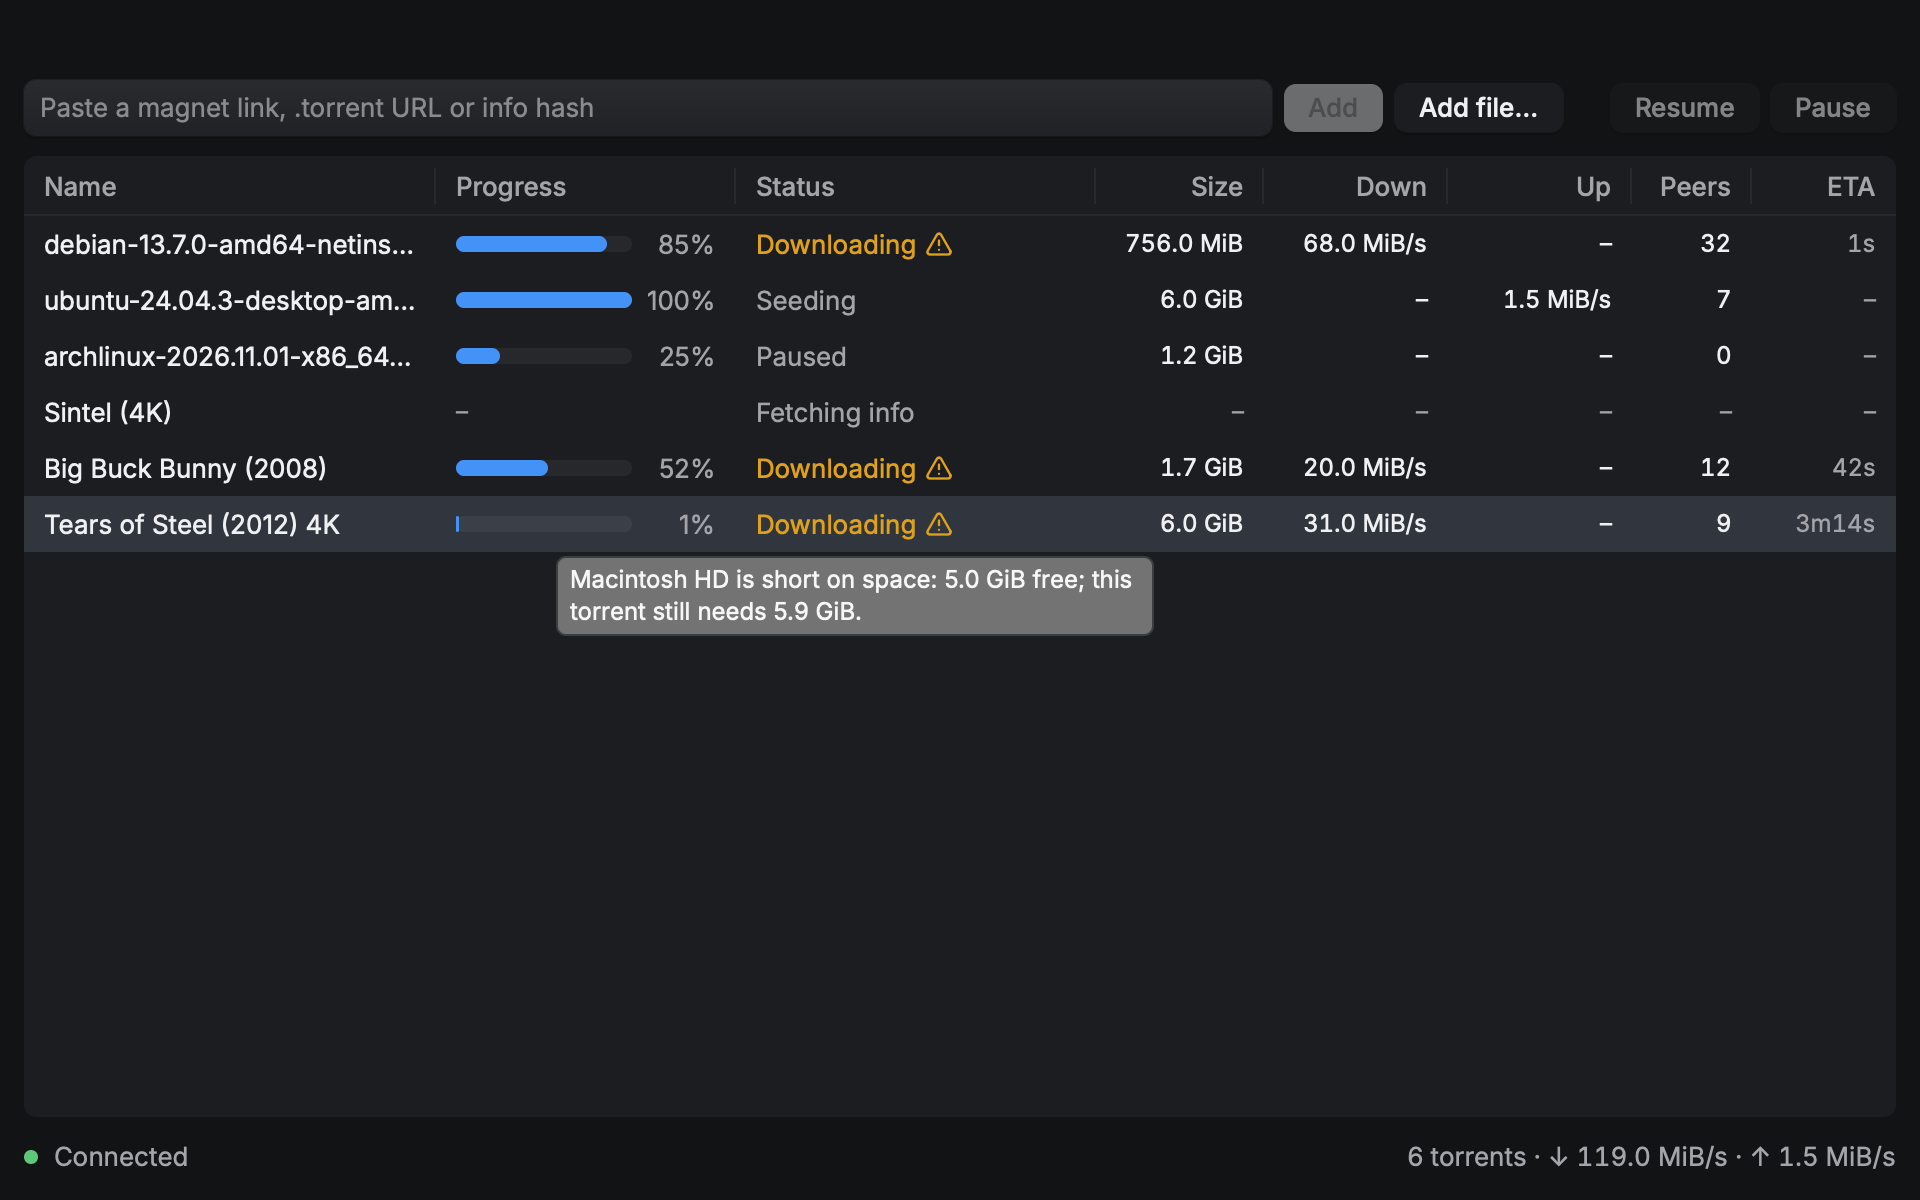 Paste a magnet link, .torrent URL or info hash Add Add file... Resume Pause
Name Progress Status Size Down Up Peers ETA
debian-13.7.0-amd64-netins... 85% Downloading 756.0 MiB 68.0 MiB/s – 32 1s
ubuntu-24.04.3-desktop-am... 100% Seeding 6.0 GiB – 1.5 MiB/s 7 –
archlinux-2026.11.01-x86_64... 25% Paused 1.2 GiB – – 0 –
Sintel (4K) – Fetching info – – – – –
Big Buck Bunny (2008) 52% Downloading 1.7 GiB 20.0 MiB/s – 12 42s
Tears of Steel (2012) 4K 1% Downloading 6.0 GiB 31.0 MiB/s – 9 3m14s
Macintosh HD is short on space: 5.0 GiB free; this
torrent still needs 5.9 GiB.
Connected 6 torrents · ↓ 119.0 MiB/s · ↑ 1.5 MiB/s